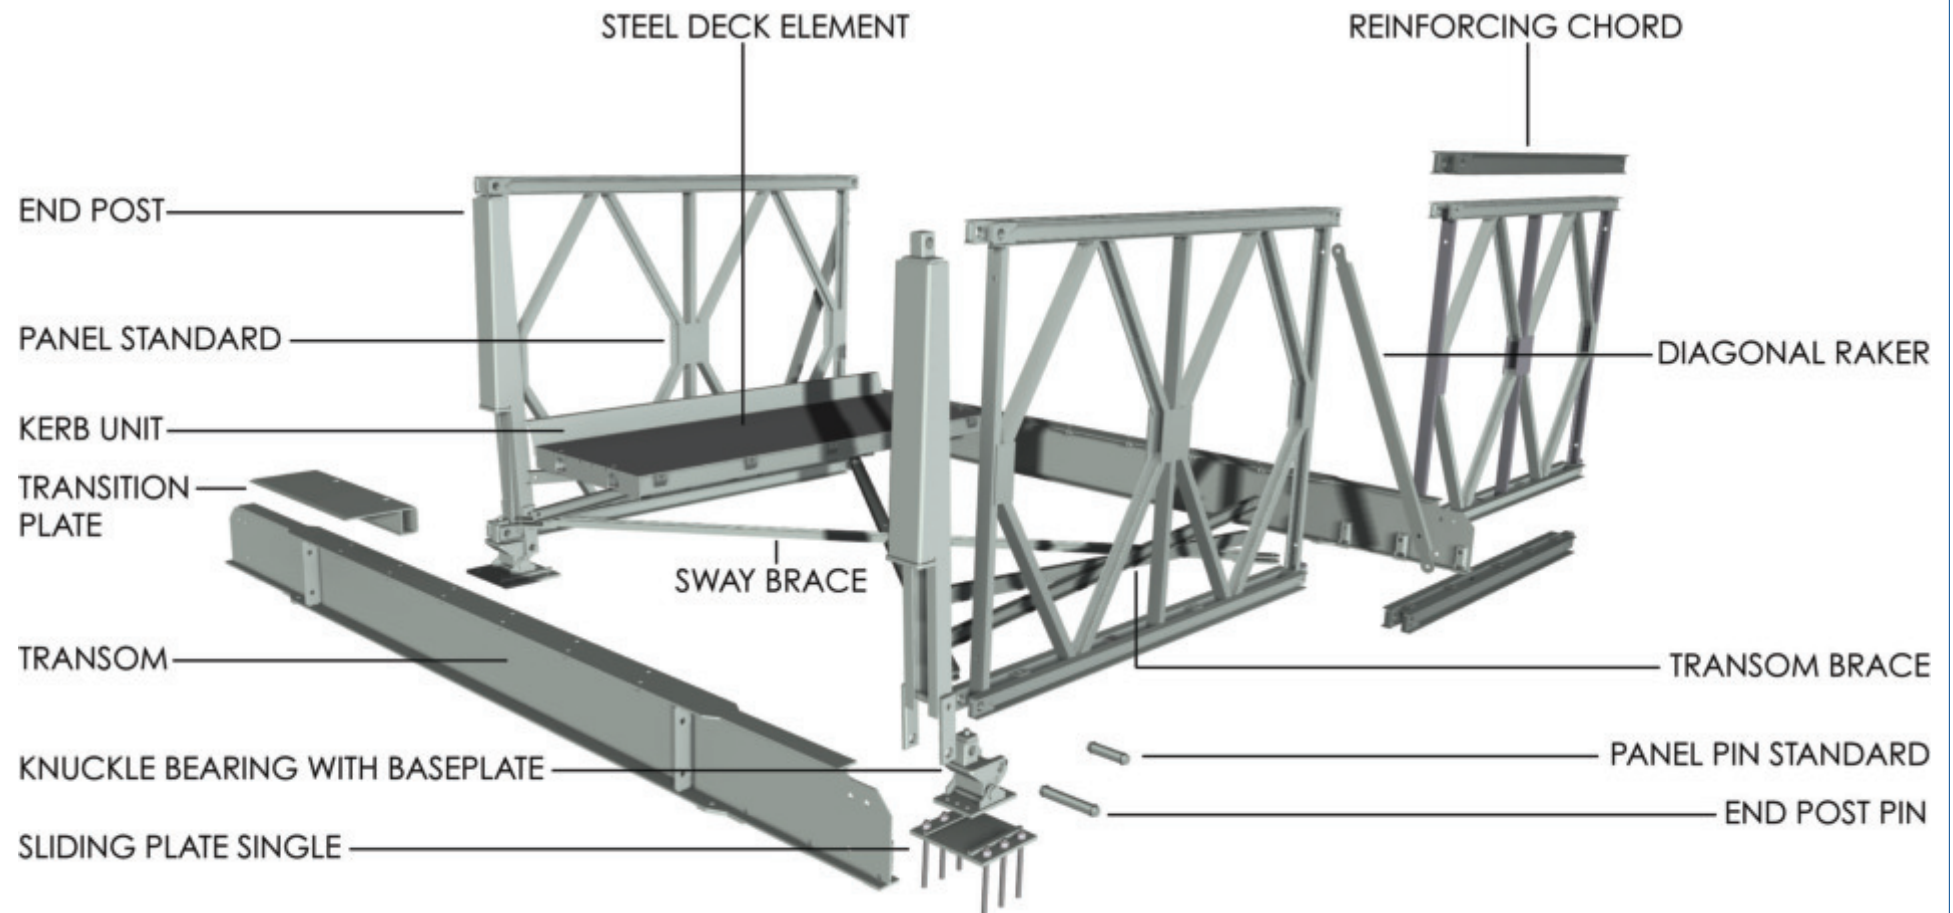 STEEL DECK ELEMENT
REINFORCING CHORD
END POST
PANEL STANDARD
DIAGONAL RAKER
KERB UNIT
TRANSITION
PLATE
SWAY BRACE
TRANSOM
TRANSOM BRACE
KNUCKLE BEARING WITH BASEPLATE
PANEL PIN STANDARD
END POST PIN
SLIDING PLATE SINGLE